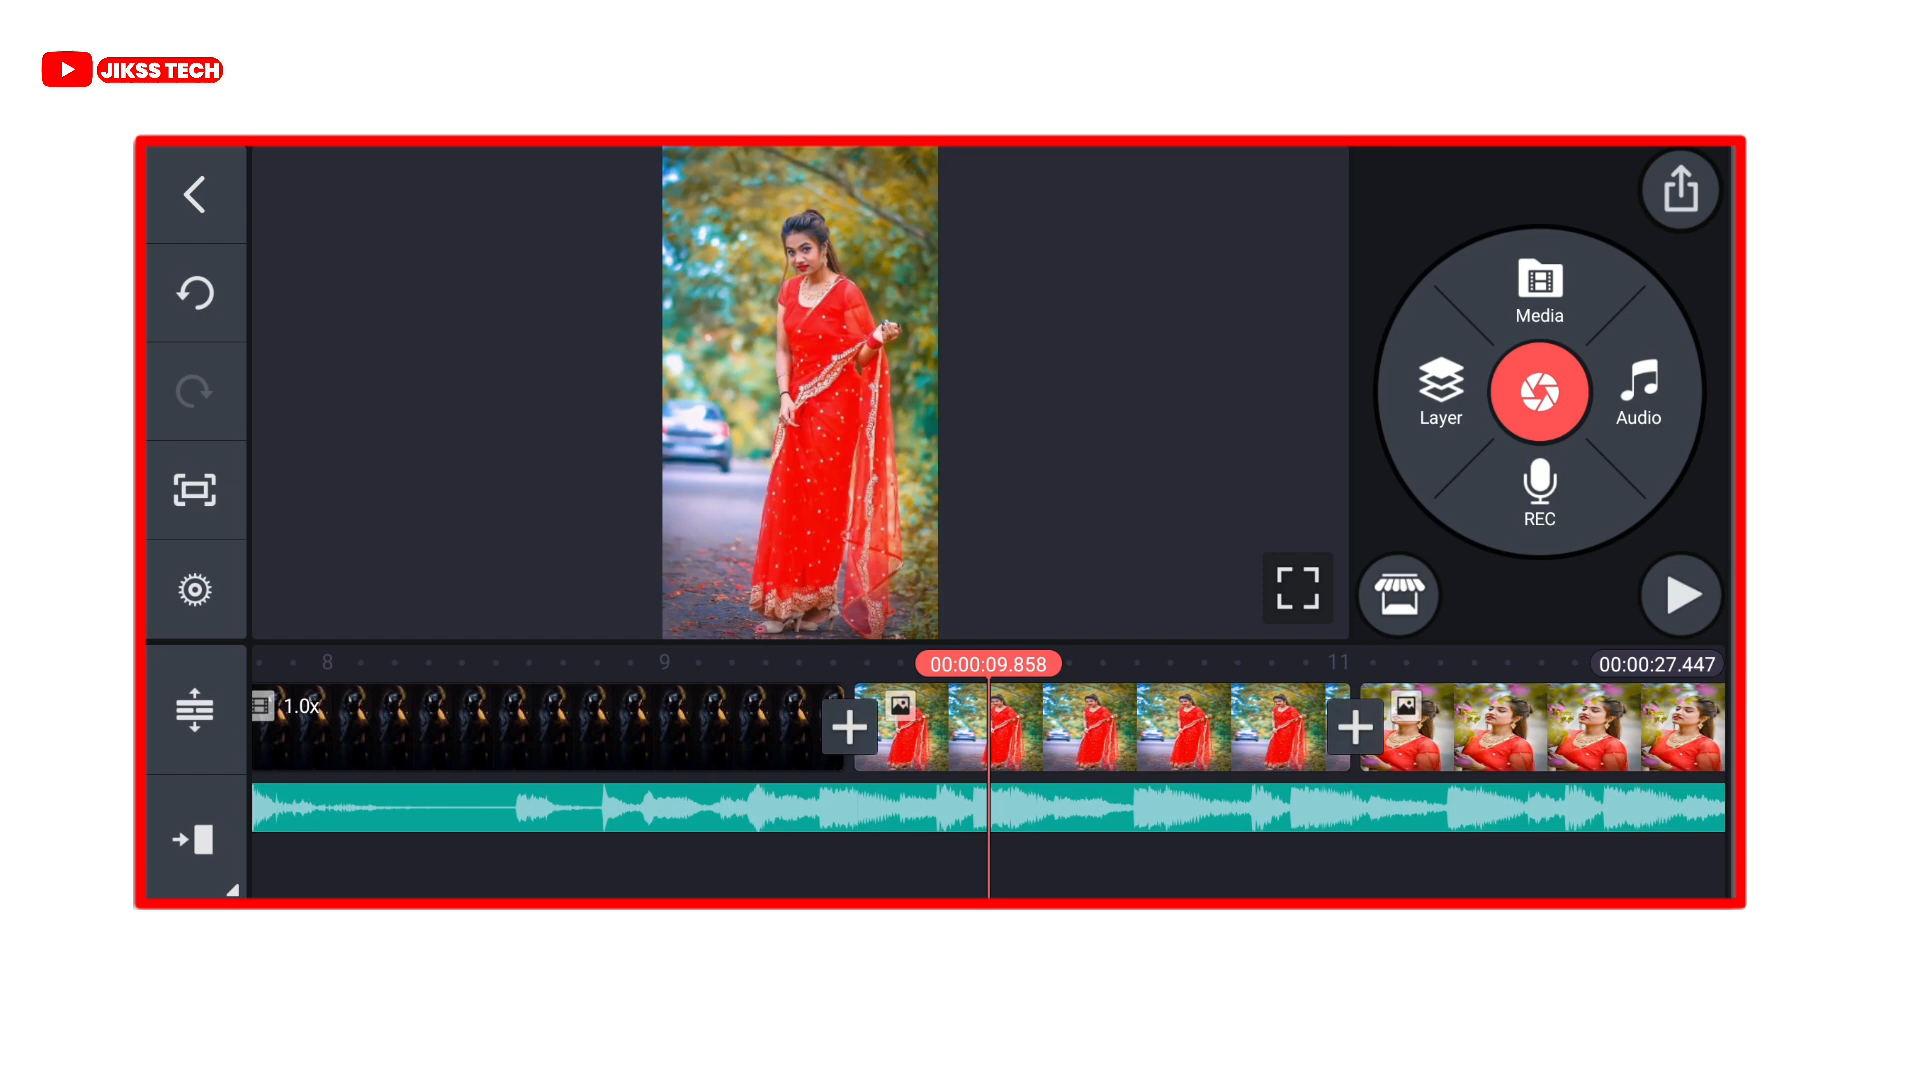 JIKSS TECH
Media
Layer
Audio
REC
8
9
00:00:09.858
11
00:00:27.447
1.0x